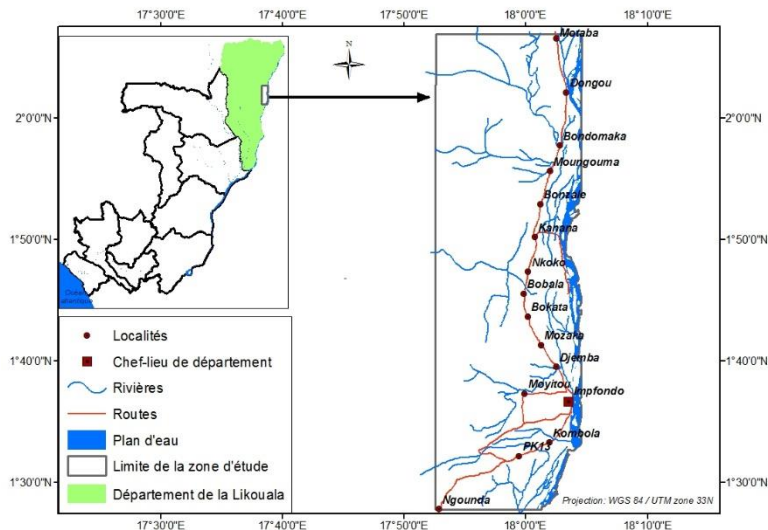 17°30'0"E
17°40'0"E
17°50'0"E
18°0'0"E
18°10'0"E
N
Motaba
Dongou
2°0'0"N
2°0'0"N
Bondomaka
Moungouma
Bonzale
Kanana
1°50'0"N
1°50'0"N
Nkoko
Bobala
Océan
atlantique
Bokata
Mozaka
Localités
Djemba
1°40'0"N
1°40'0"N
Chef-lieu de département
Moyitou
Impfondo
Rivières
Routes
Kombola
Plan d'eau
PK13
Limite de la zone d'étude
1°30'0"N
1°30'0"N
Département de la Likouala
Ngounda
Projection: WGS 84 / UTM zone 33N
17°30'0"E
17°40'0"E
17°50'0"E
18°0'0"E
18°10'0"E